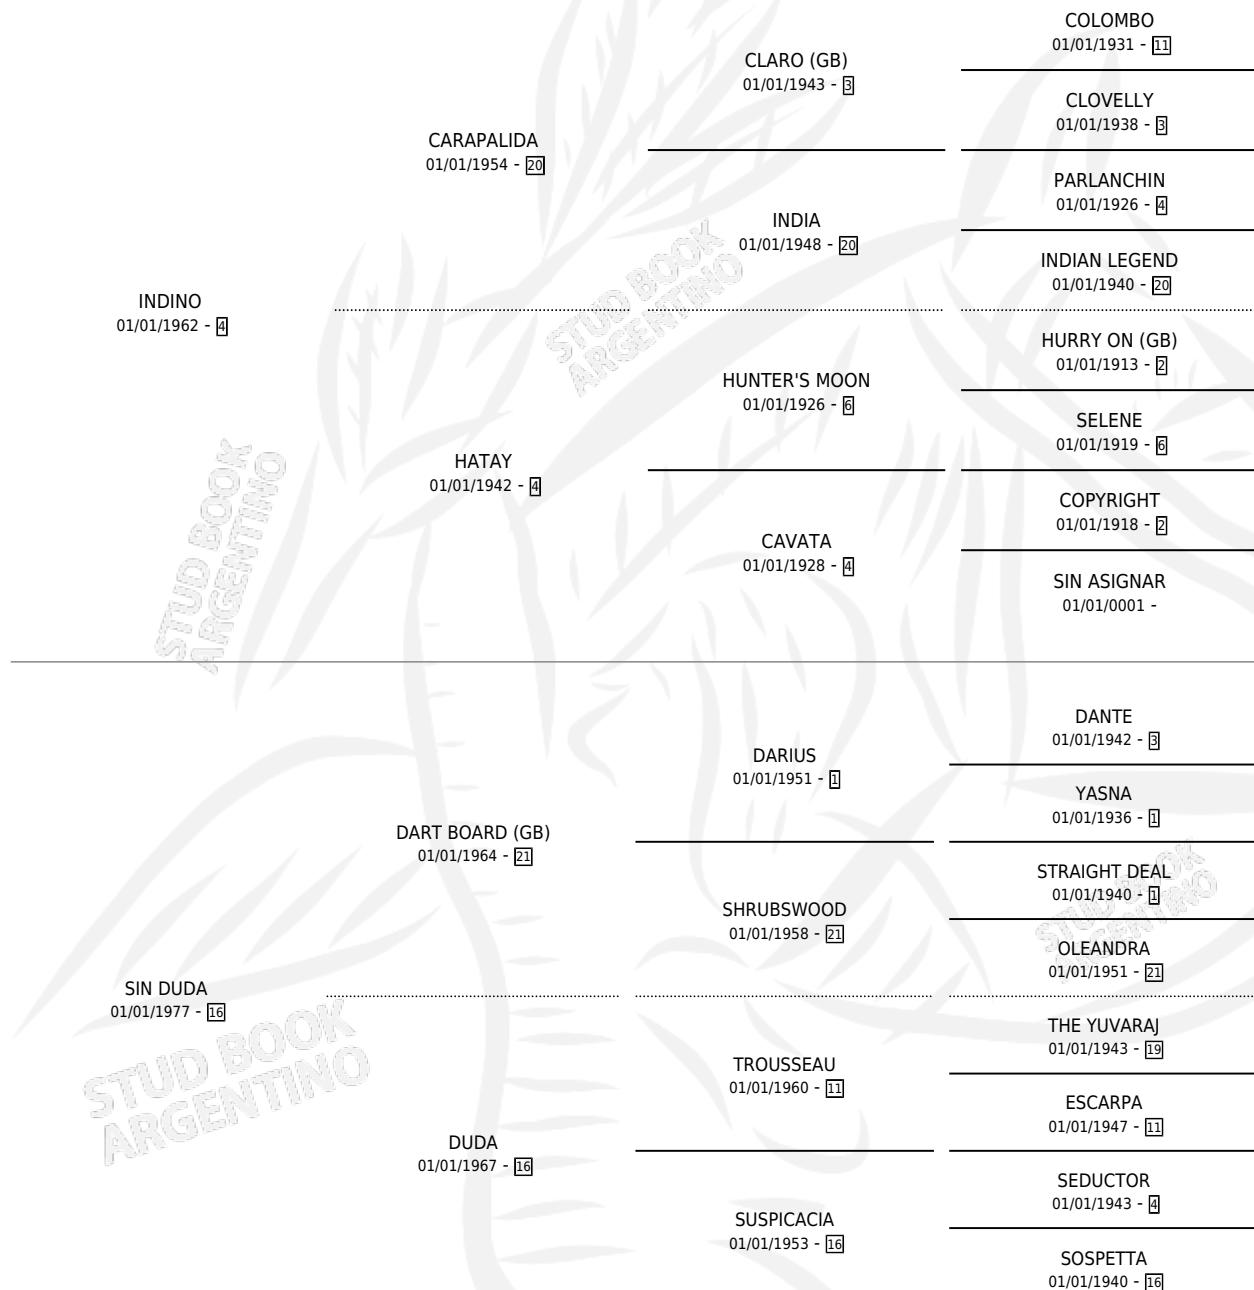 COLOMBO
01/01/1931 - 11
CLARO (GB)
01/01/1943 - 3
CLOVELLY
01/01/1938 - 3
CARAPALIDA
01/01/1954 - 20
PARLANCHIN
01/01/1926 - 4
INDIA
01/01/1948 - 20
INDIAN LEGEND
01/01/1940 - 20
INDINO
01/01/1962 - 4
HURRY ON (GB)
01/01/1913 - 2
HUNTER'S MOON
01/01/1926 - 6
SELENE
01/01/1919 - 6
HATAY
01/01/1942 - 4
COPYRIGHT
01/01/1918 - 2
CAVATA
01/01/1928 - 4
SIN ASIGNAR
01/01/0001 -
STUD BOOK
ARGENTINO
STUD BOOK
ARGENTINO
DANTE
01/01/1942 - 3
DARIUS
01/01/1951 - 1
YASNA
01/01/1936 - 1
DART BOARD (GB)
01/01/1964 - 21
STRAIGHT DEAL
01/01/1940 - 1
SHRUBSWOOD
01/01/1958 - 21
OLEANDRA
01/01/1951 - 21
SIN DUDA
01/01/1977 - 16
THE YUVARAJ
01/01/1943 - 19
TROUSSEAU
01/01/1960 - 11
ESCARPA
01/01/1947 - 11
DUDA
01/01/1967 - 16
SEDUCTOR
01/01/1943 - 4
SUSPICACIA
01/01/1953 - 16
SOSPETTA
01/01/1940 - 16
STUD BOOK
ARGENTINO
STUD BOOK
ARGENTINO